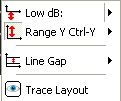 Low dB:
Range Y Ctrl-Y
Line Gap
Trace Layout